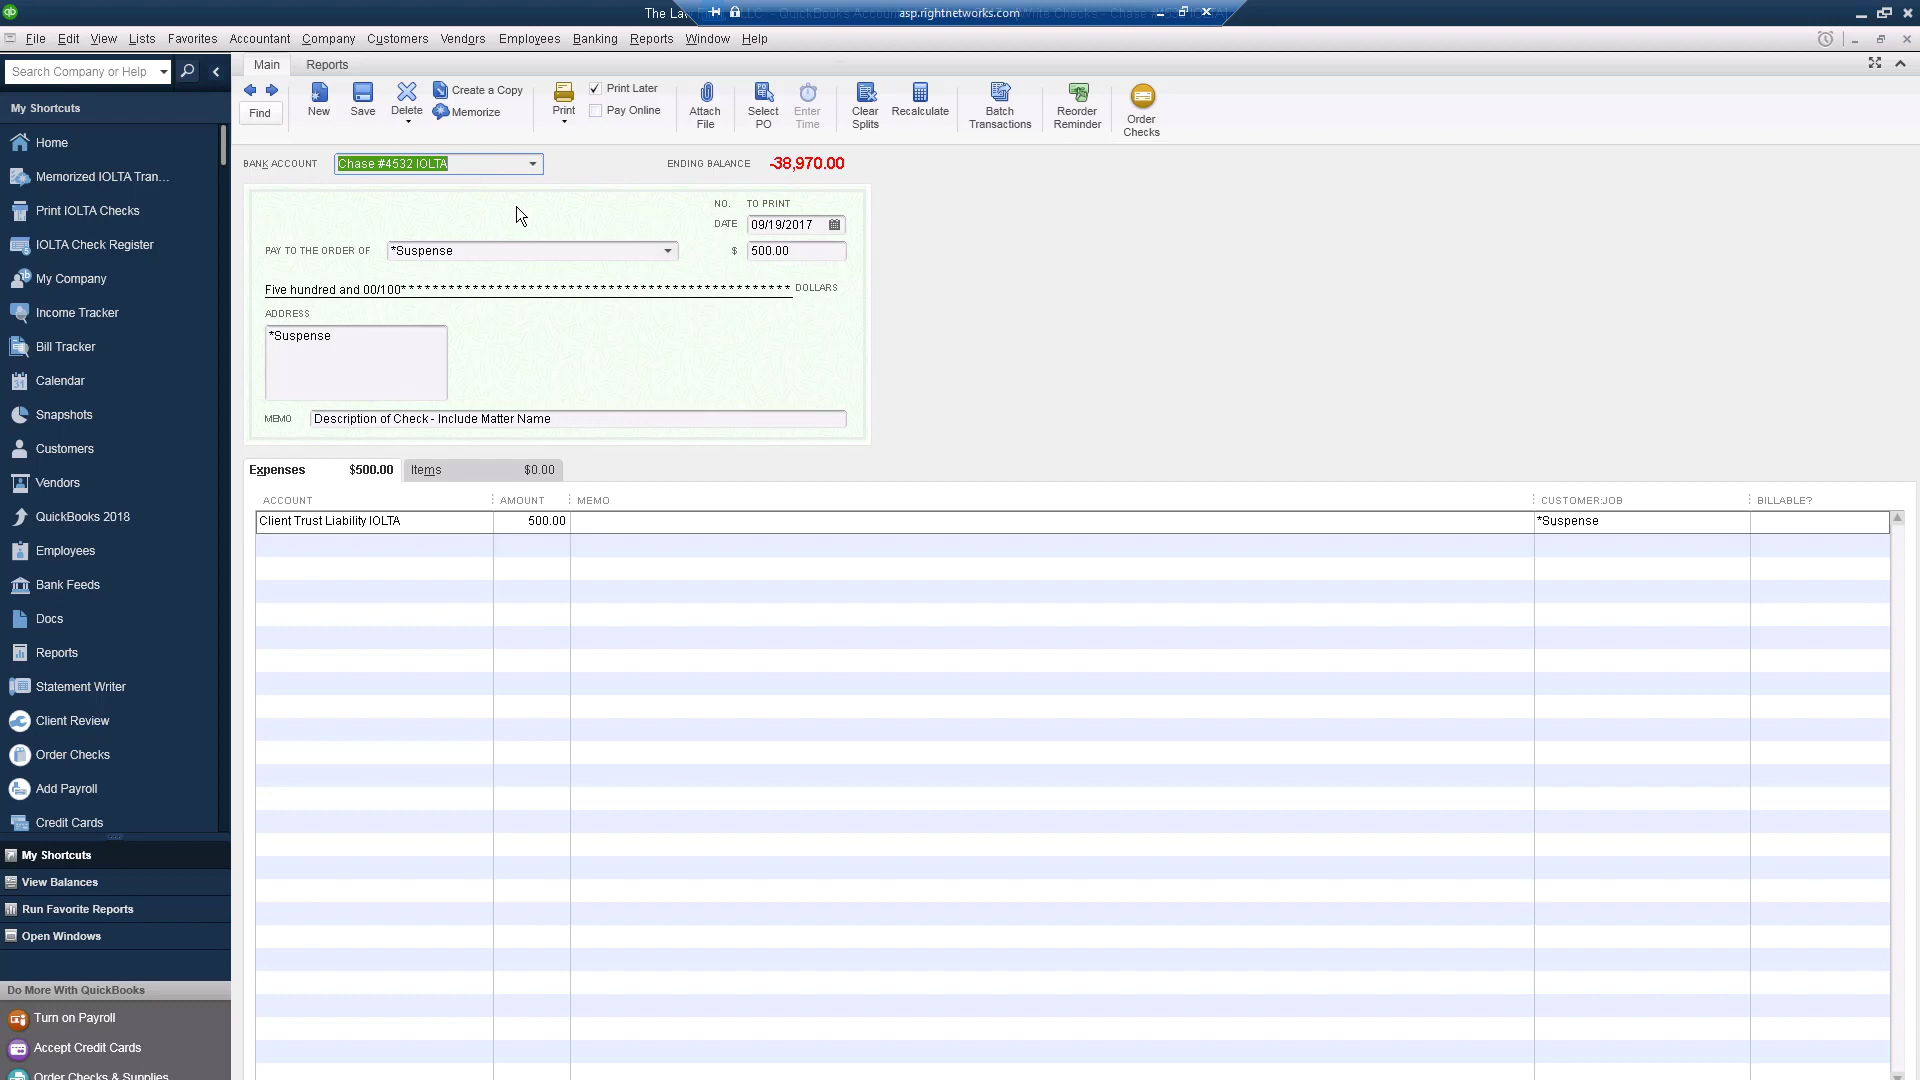 The La LLC - QuickBooks Accoun asp.rightnetworks.com Write Checks - Chase #4532 IOLTA]
File Edit View Lists Favorites Accountant Company Customers Vendors Employees Banking Reports Window Help
Search Company or Help
Main Reports
My Shortcuts
Find
New
Save
Delete
Create a Copy
Memorize
Print
Print Later
Pay Online
Attach File
Select PO
Enter Time
Clear Splits
Recalculate
Batch Transactions
Reorder Reminder
Order Checks
Home
Memorized IOLTA Tran...
Print IOLTA Checks
IOLTA Check Register
My Company
Income Tracker
Bill Tracker
31 Calendar
Snapshots
Customers
Vendors
QuickBooks 2018
Employees
Bank Feeds
Docs
Reports
Statement Writer
Client Review
Order Checks
Add Payroll
Credit Cards
My Shortcuts
View Balances
Run Favorite Reports
Open Windows
Do More With QuickBooks
Turn on Payroll
Accept Credit Cards
Order Checks & Supplies
BANK ACCOUNT Chase #4532 IOLTA ENDING BALANCE -38,970.00
NO. TO PRINT
DATE 09/19/2017
PAY TO THE ORDER OF *Suspense $ 500.00
Five hundred and 00/100* * * * * * * * * * * * * * * * * * * * * * * * * * * * * * * * * * * * * * * * * * * * * * * * DOLLARS
ADDRESS
*Suspense
MEMO Description of Check - Include Matter Name
Expenses $500.00 Items $0.00
ACCOUNT AMOUNT MEMO CUSTOMER:JOB BILLABLE?
Client Trust Liability IOLTA 500.00 *Suspense